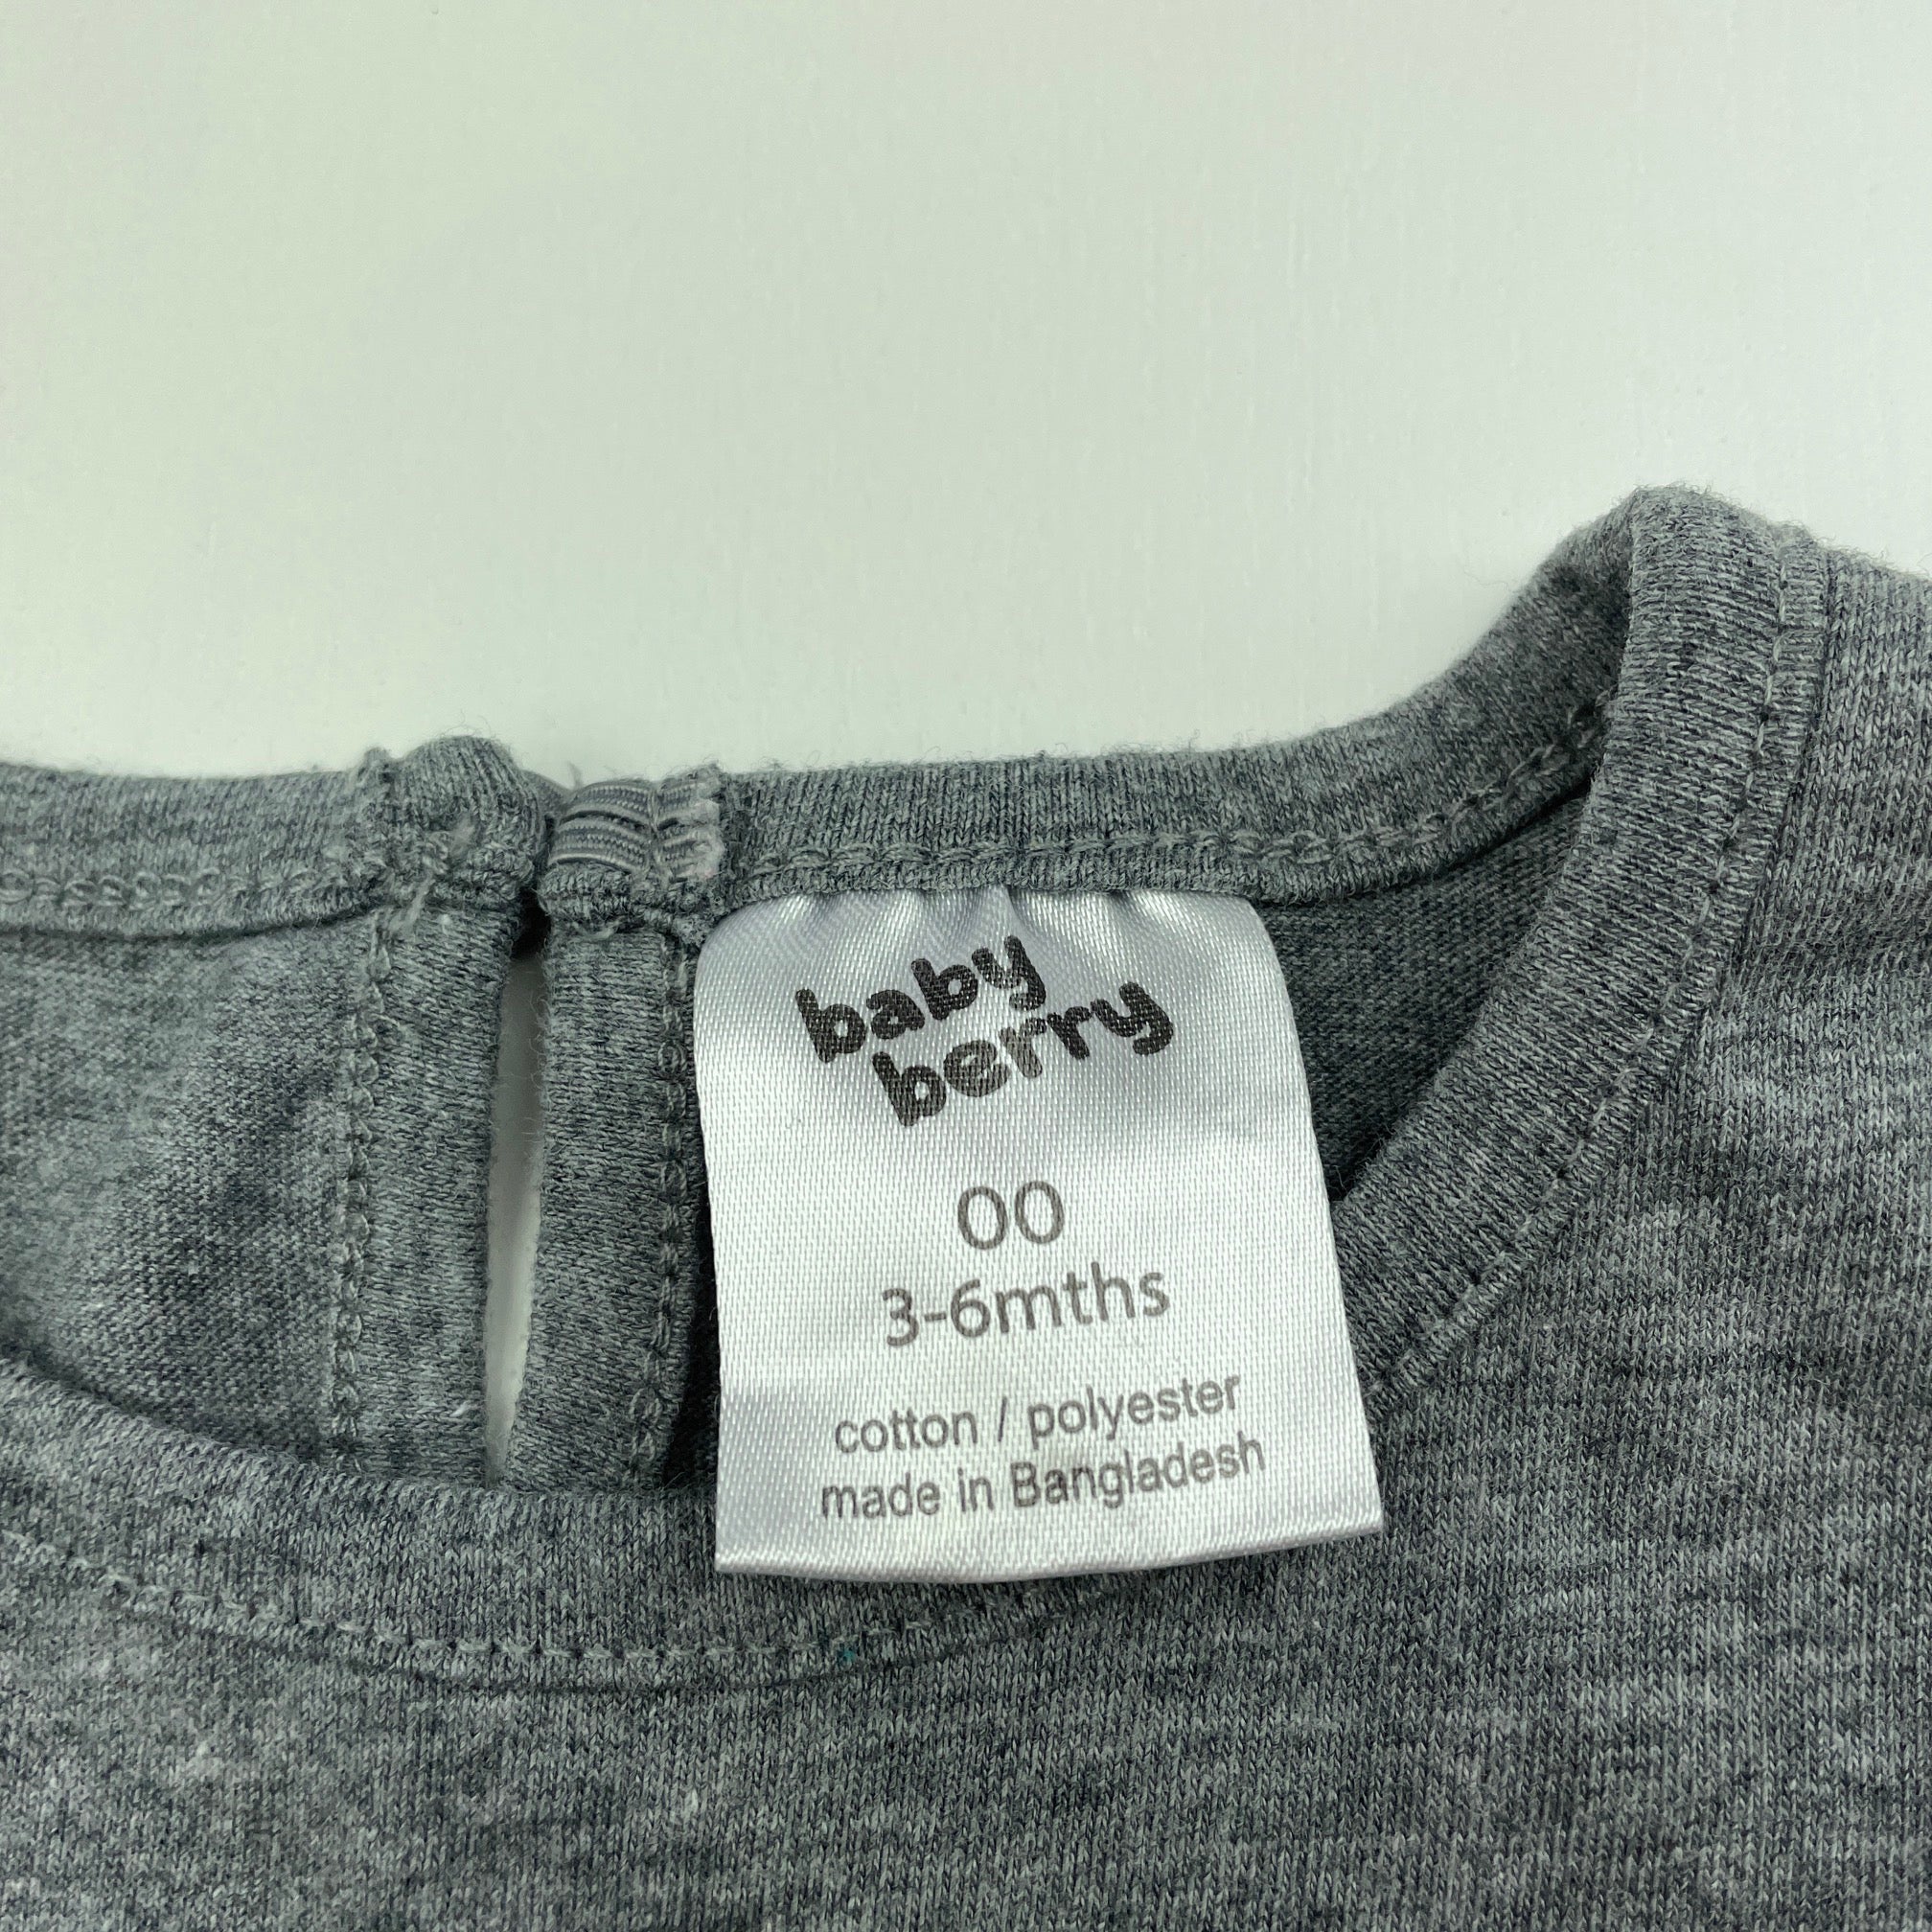 baby
berry
00
3-6mths
cotton / polyester
made in Bangladesh